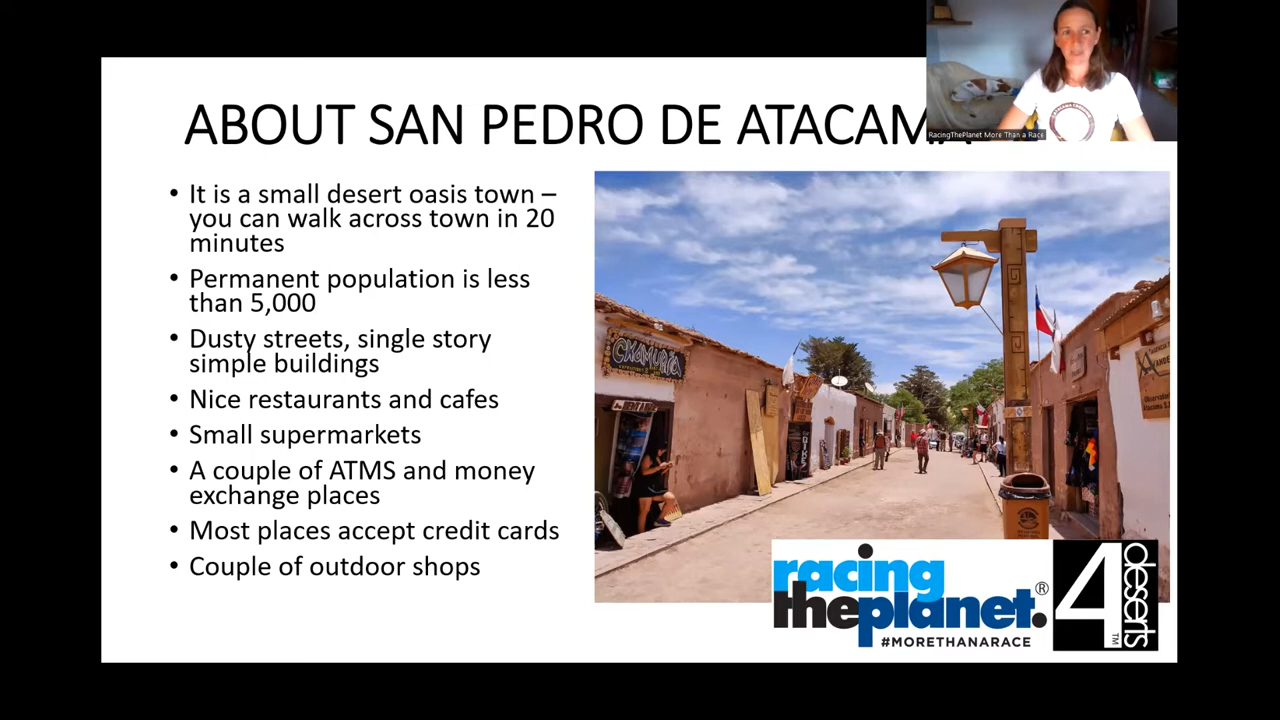 ABOUT SAN PEDRO DE ATACAMA
RacingThePlanet More Than a Race
• It is a small desert oasis town –
you can walk across town in 20
minutes
• Permanent population is less
than 5,000
• Dusty streets, single story
simple buildings
• Nice restaurants and cafes
• Small supermarkets
• A couple of ATMS and money
exchange places
• Most places accept credit cards
• Couple of outdoor shops
CKAMURÍA
racing
theplanet.®
#MORETHANARACE
4
deserts
TM